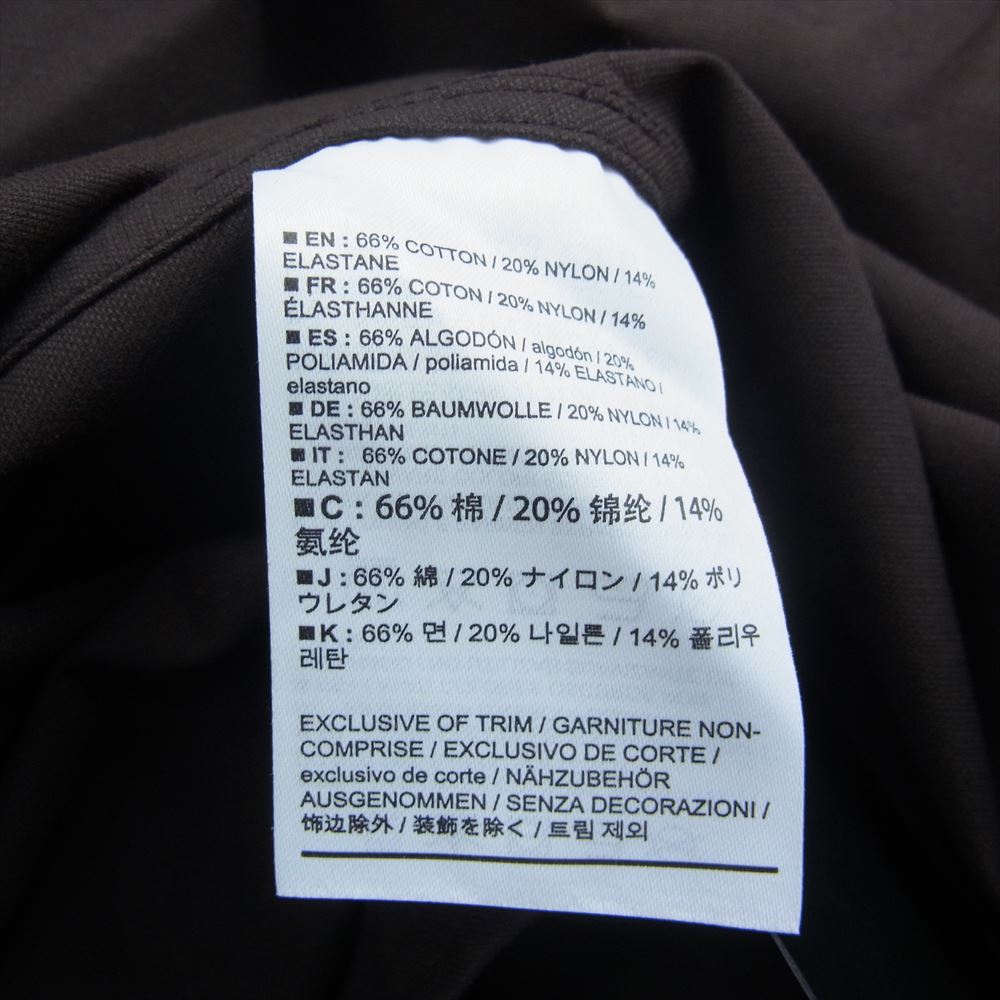 ■ EN : 66% COTTON / 20% NYLON / 14%
ELASTANE
■ FR : 66% COTON / 20% NYLON / 14%
ÉLASTHANNE
■ ES : 66% ALGODÓN / algodón / 20%
POLIAMIDA / poliamida / 14% ELASTANO /
elastano
■ DE : 66% BAUMWOLLE / 20% NYLON / 14%
ELASTHAN
■ IT : 66% COTONE / 20% NYLON / 14%
ELASTAN
■ C : 66% 棉 / 20% 锦纶 / 14%
氨纶
■ J : 66% 綿 / 20% ナイロン / 14% ポリ
ウレタン
■ K : 66% 면 / 20% 나일론 / 14% 폴리우
레탄
EXCLUSIVE OF TRIM / GARNITURE NON-
COMPRISE / EXCLUSIVO DE CORTE /
exclusivo de corte / NÄHZUBEHÖR
AUSGENOMMEN / SENZA DECORAZIONI /
饰边除外 / 装飾を除く / 트림 제외